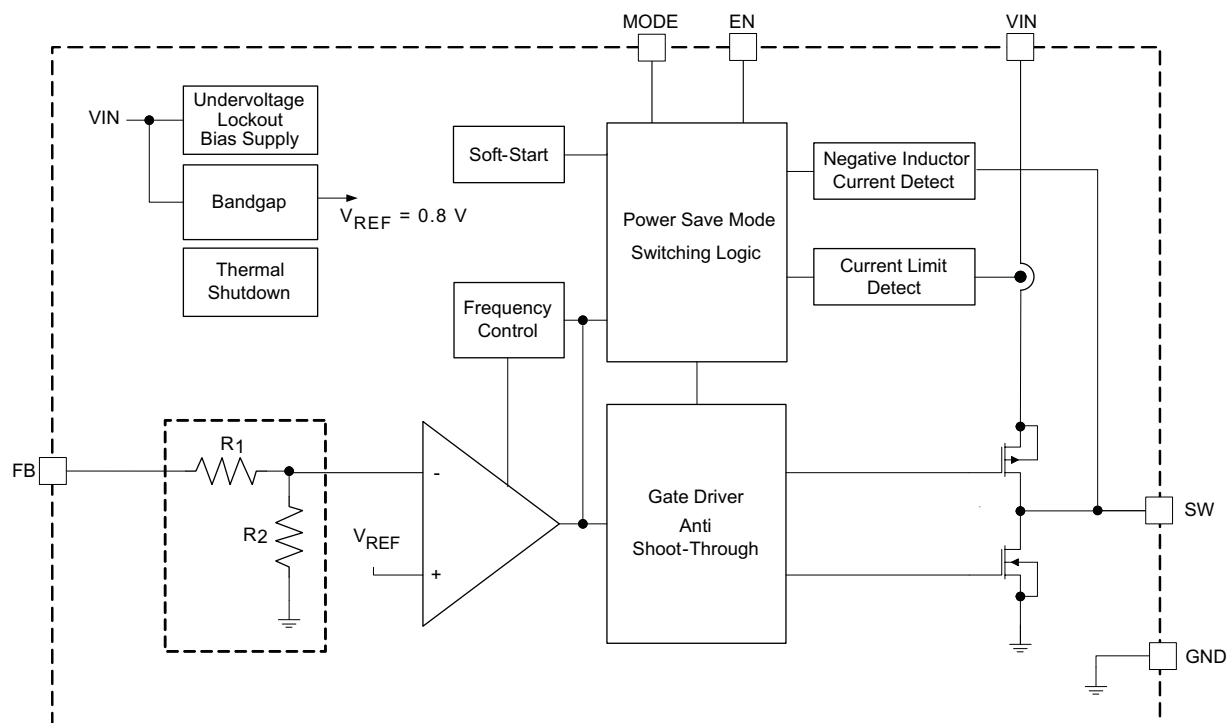 MODE
EN
VIN
VIN
Undervoltage
Lockout
Bias Supply
Soft-Start
Negative Inductor
Current Detect
Bandgap
VREF = 0.8 V
Power Save Mode
Switching Logic
Thermal
Shutdown
Current Limit
Detect
Frequency
Control
FB
R1
R2
VREF
-
+
Gate Driver
Anti
Shoot-Through
SW
GND